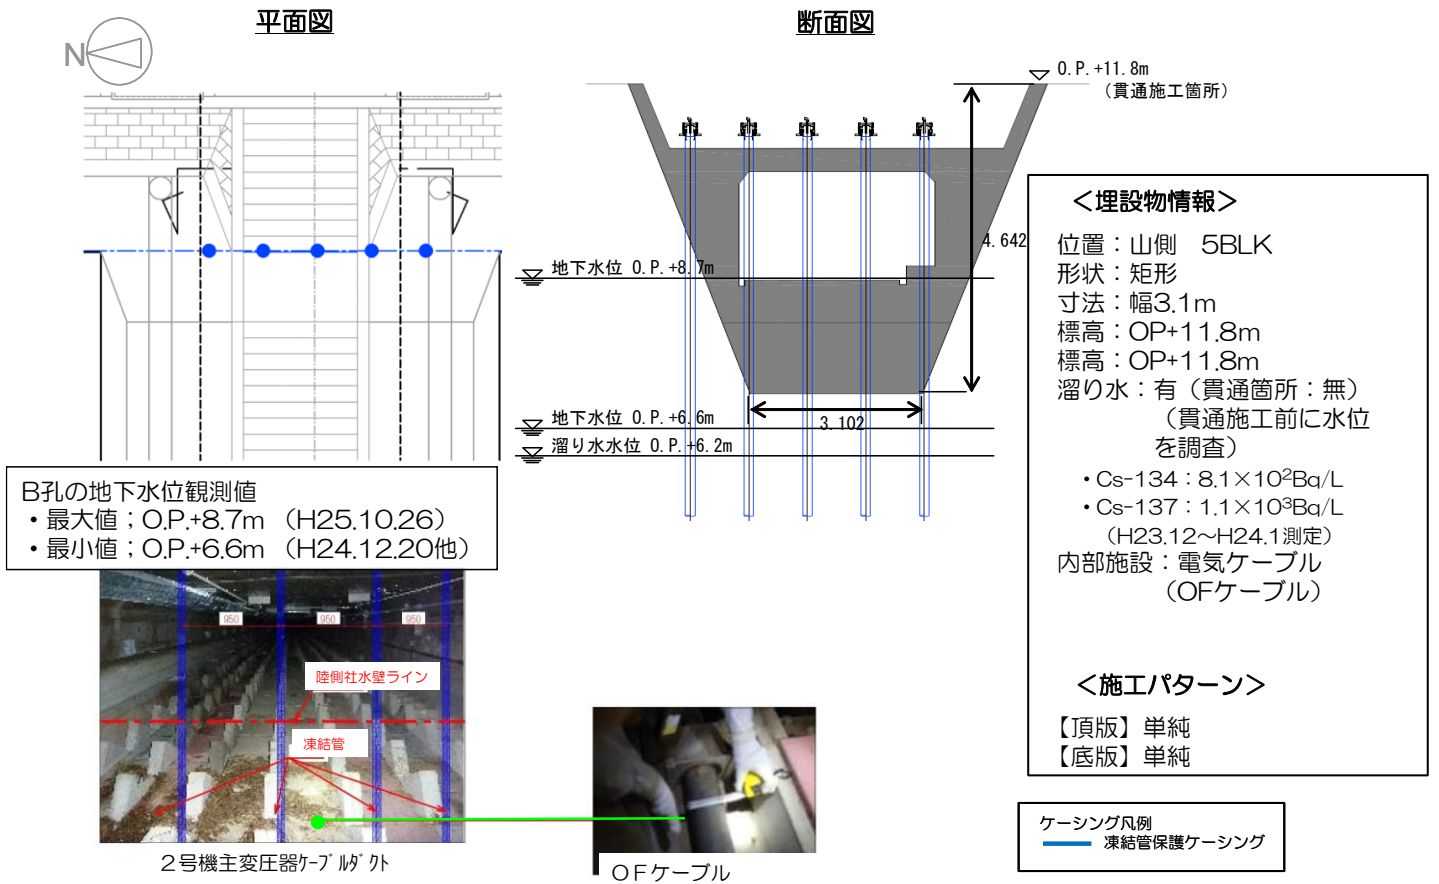 平面図
断面図
N
O.P.+11.8m
(貫通施工箇所)
4.642
地下水位 O.P.+8.7m
地下水位 O.P.+6.6m
3.102
溜り水水位 O.P.+6.2m
B孔の地下水位観測値
・最大値；O.P.+8.7m （H25.10.26）
・最小値；O.P.+6.6m （H24.12.20他）
950 950 950
陸側社水壁ライン
凍結管
2号機主変圧器ｹｰﾌﾞﾙﾀﾞｸﾄ
OFケーブル
＜埋設物情報＞
位置：山側　5BLK
形状：矩形
寸法：幅3.1m
標高：OP+11.8m
標高：OP+11.8m
溜り水：有（貫通箇所：無）
（貫通施工前に水位
を調査）
・Cs-134：8.1×10²Bq/L
・Cs-137：1.1×10³Bq/L
（H23.12～H24.1測定）
内部施設：電気ケーブル
（OFケーブル）
＜施工パターン＞
【頂版】単純
【底版】単純
ケーシング凡例
凍結管保護ケーシング